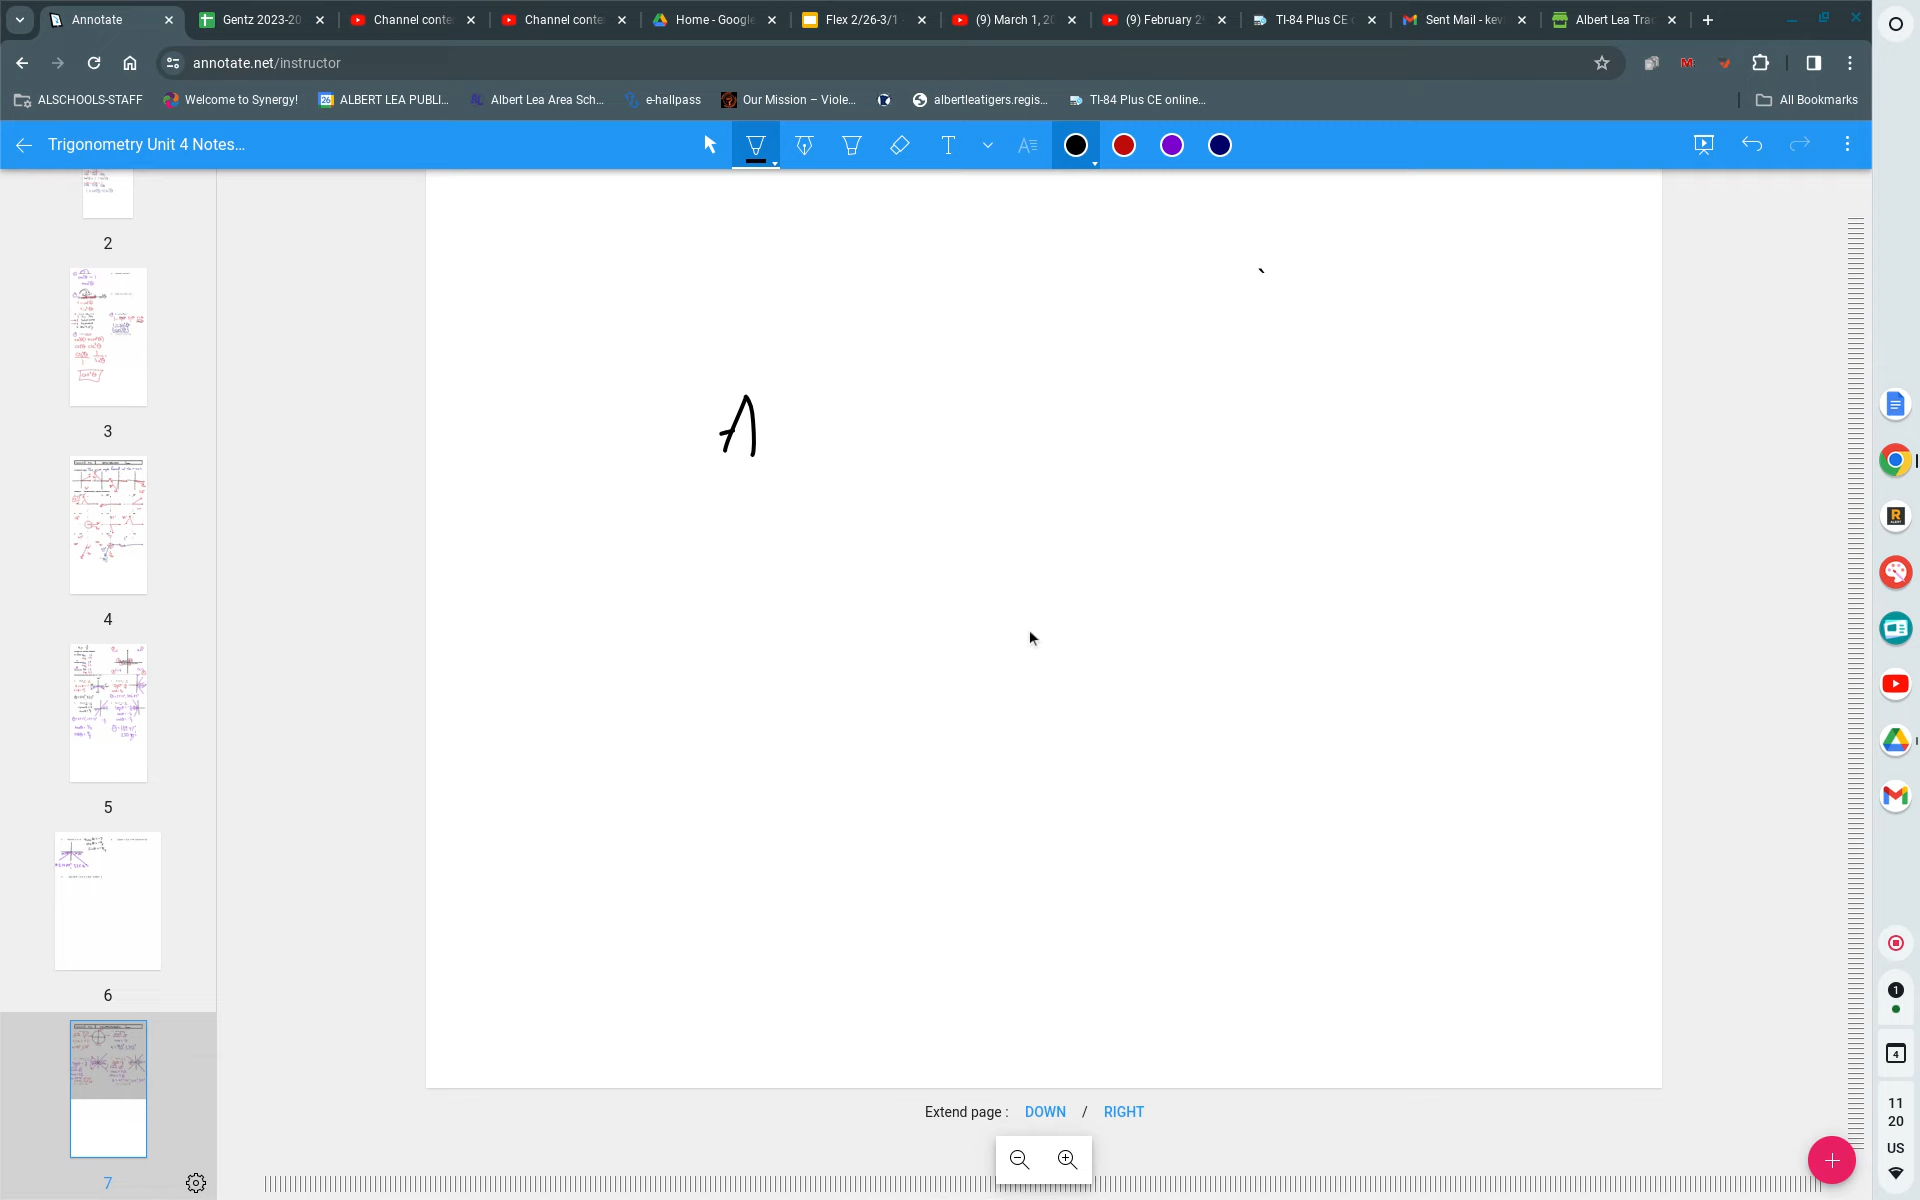 Annotate
Gentz 2023-20
Channel conte
Channel conte
Home - Google
Flex 2/26-3/1
(9) March 1, 20
(9) February 2
TI-84 Plus CE
Sent Mail - kev
Albert Lea Tra
annotate.net/instructor
ALSCHOOLS-STAFF
Welcome to Synergy!
26
ALBERT LEA PUBLI...
Albert Lea Area Sch...
e-hallpass
Our Mission – Viole...
albertleatigers.regis...
TI-84 Plus CE online...
All Bookmarks
Trigonometry Unit 4 Notes...
2
3
4
5
6
7
A
Extend page : DOWN / RIGHT
1
4
11
20
US